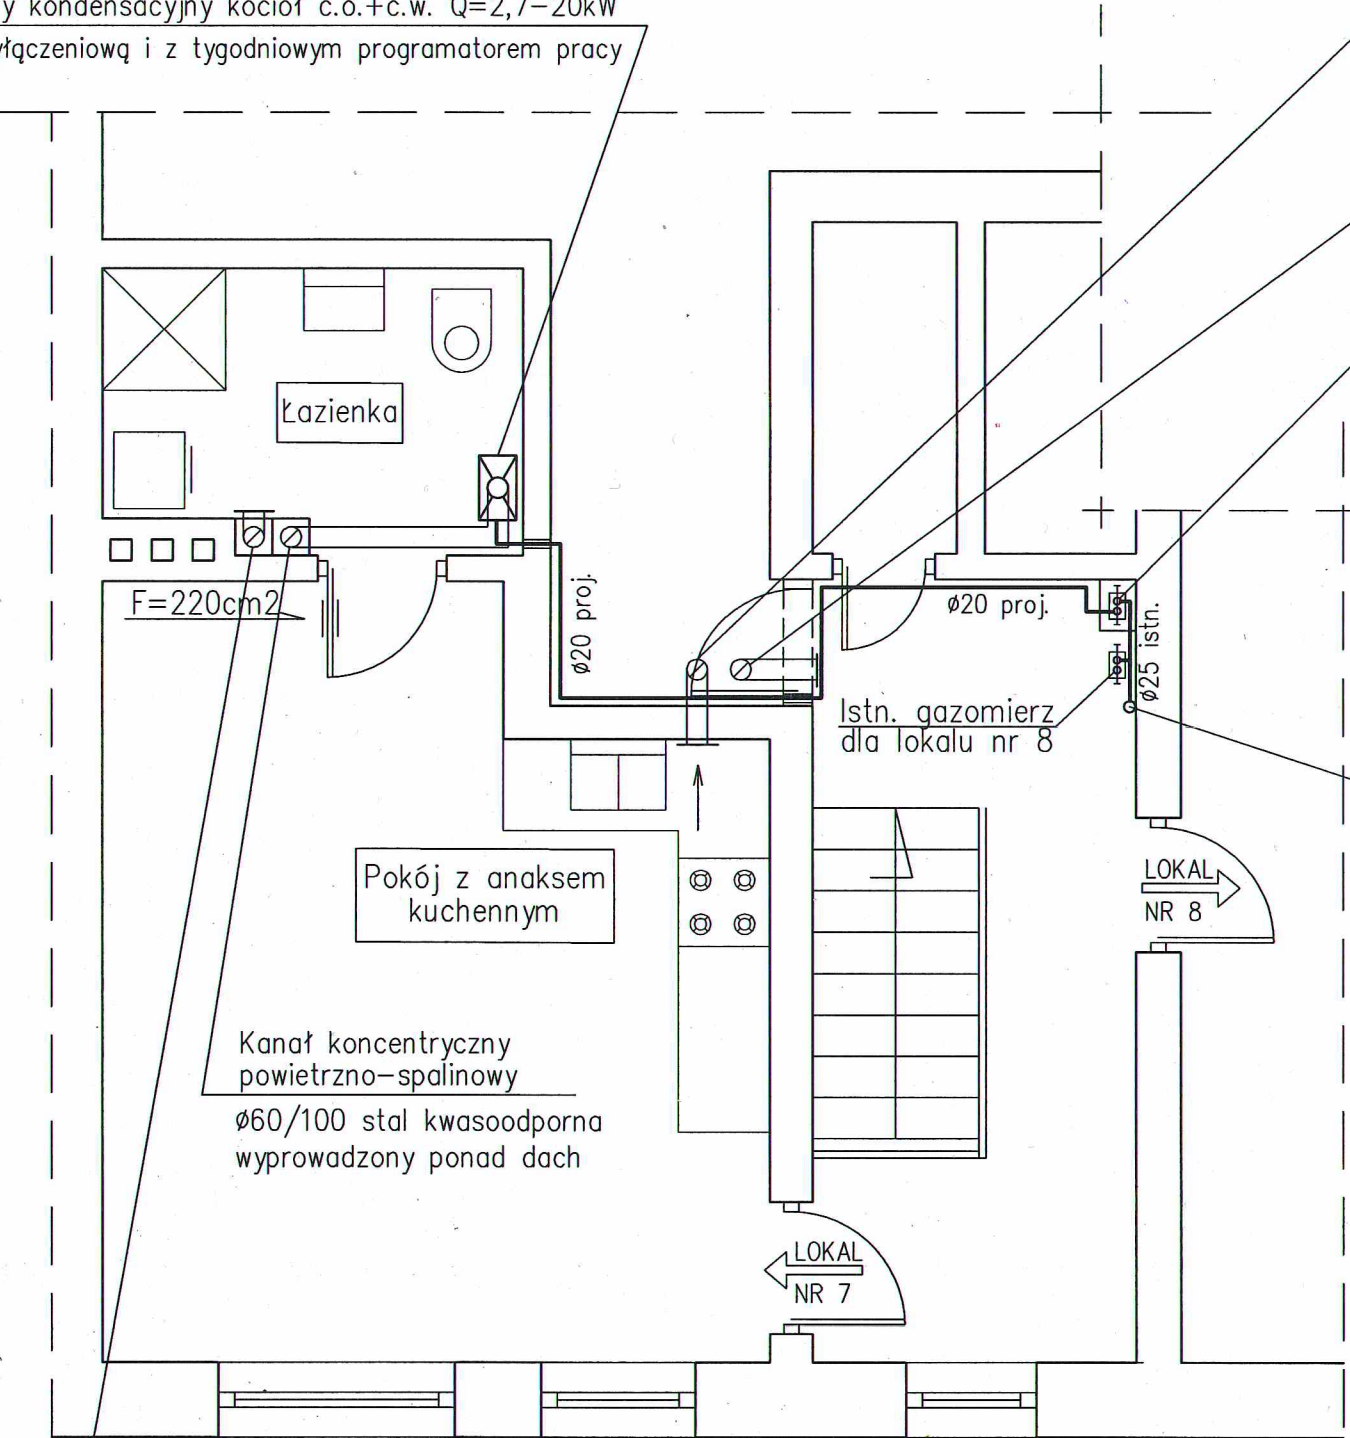 y kondensacyjny kocioł c.o.+c.w. Q=2,7-20kW
yłączeniową i z tygodniowym programatorem pracy
Łazienka
F=220cm2
ø20 proj.
ø20 proj.
ø25 istn.
Istn. gazomierz
dla lokalu nr 8
Pokój z anaksem
kuchennym
LOKAL
NR 8
Kanał koncentryczny
powietrzno-spalinowy
ø60/100 stal kwasoodporna
wyprowadzony ponad dach
LOKAL
NR 7